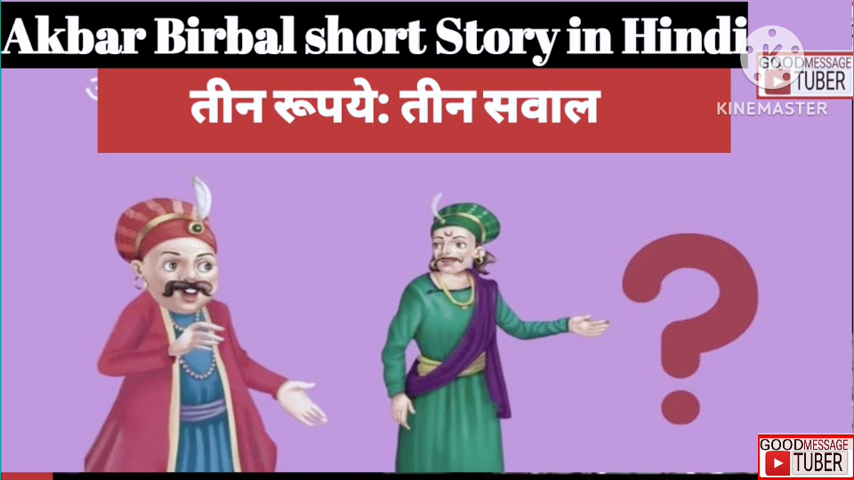 Akbar Birbal short Story in Hindi
तीन रूपये: तीन सवाल
GOODMESSAGE
TUBER
KINEMASTER
GOODMESSAGE
TUBER